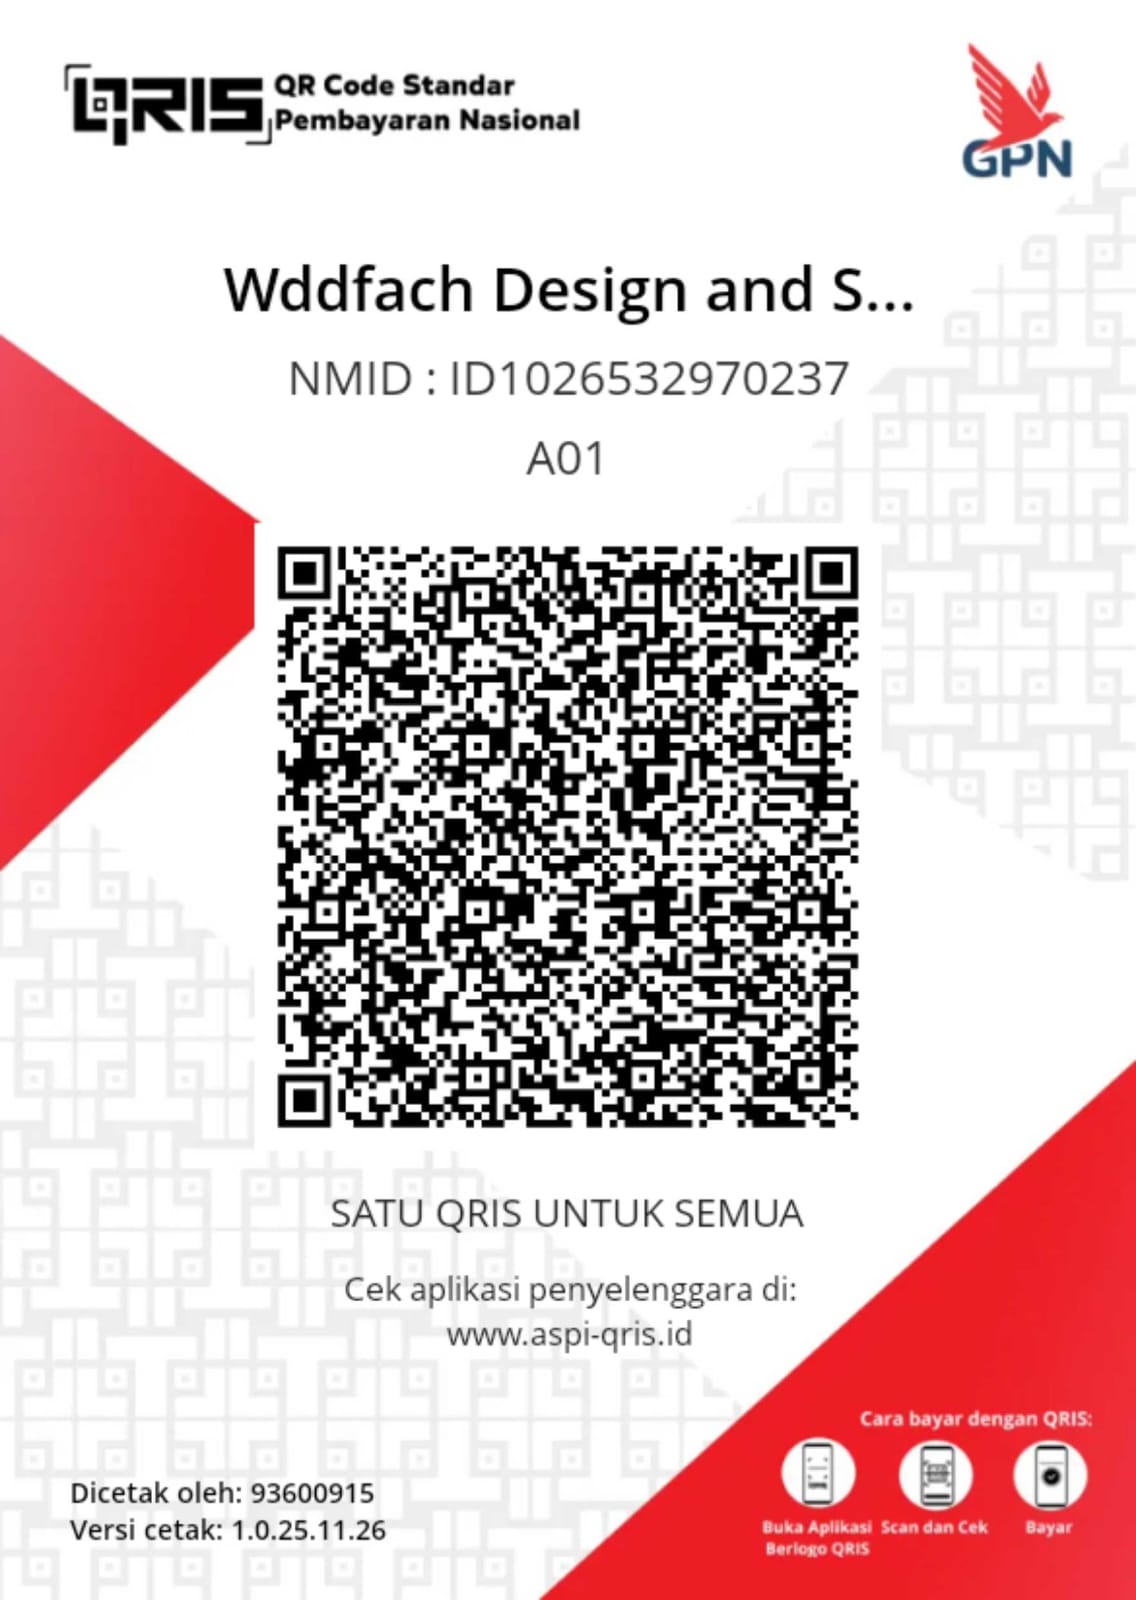 QRIS
QR Code Standar
Pembayaran Nasional
GPN
Wddfach Design and S...
NMID : ID1026532970237
A01
SATU QRIS UNTUK SEMUA
Cek aplikasi penyelenggara di:
www.aspi-qris.id
Cara bayar dengan QRIS:
Buka Aplikasi
Berlogo QRIS
Scan dan Cek
Bayar
Dicetak oleh: 93600915
Versi cetak: 1.0.25.11.26